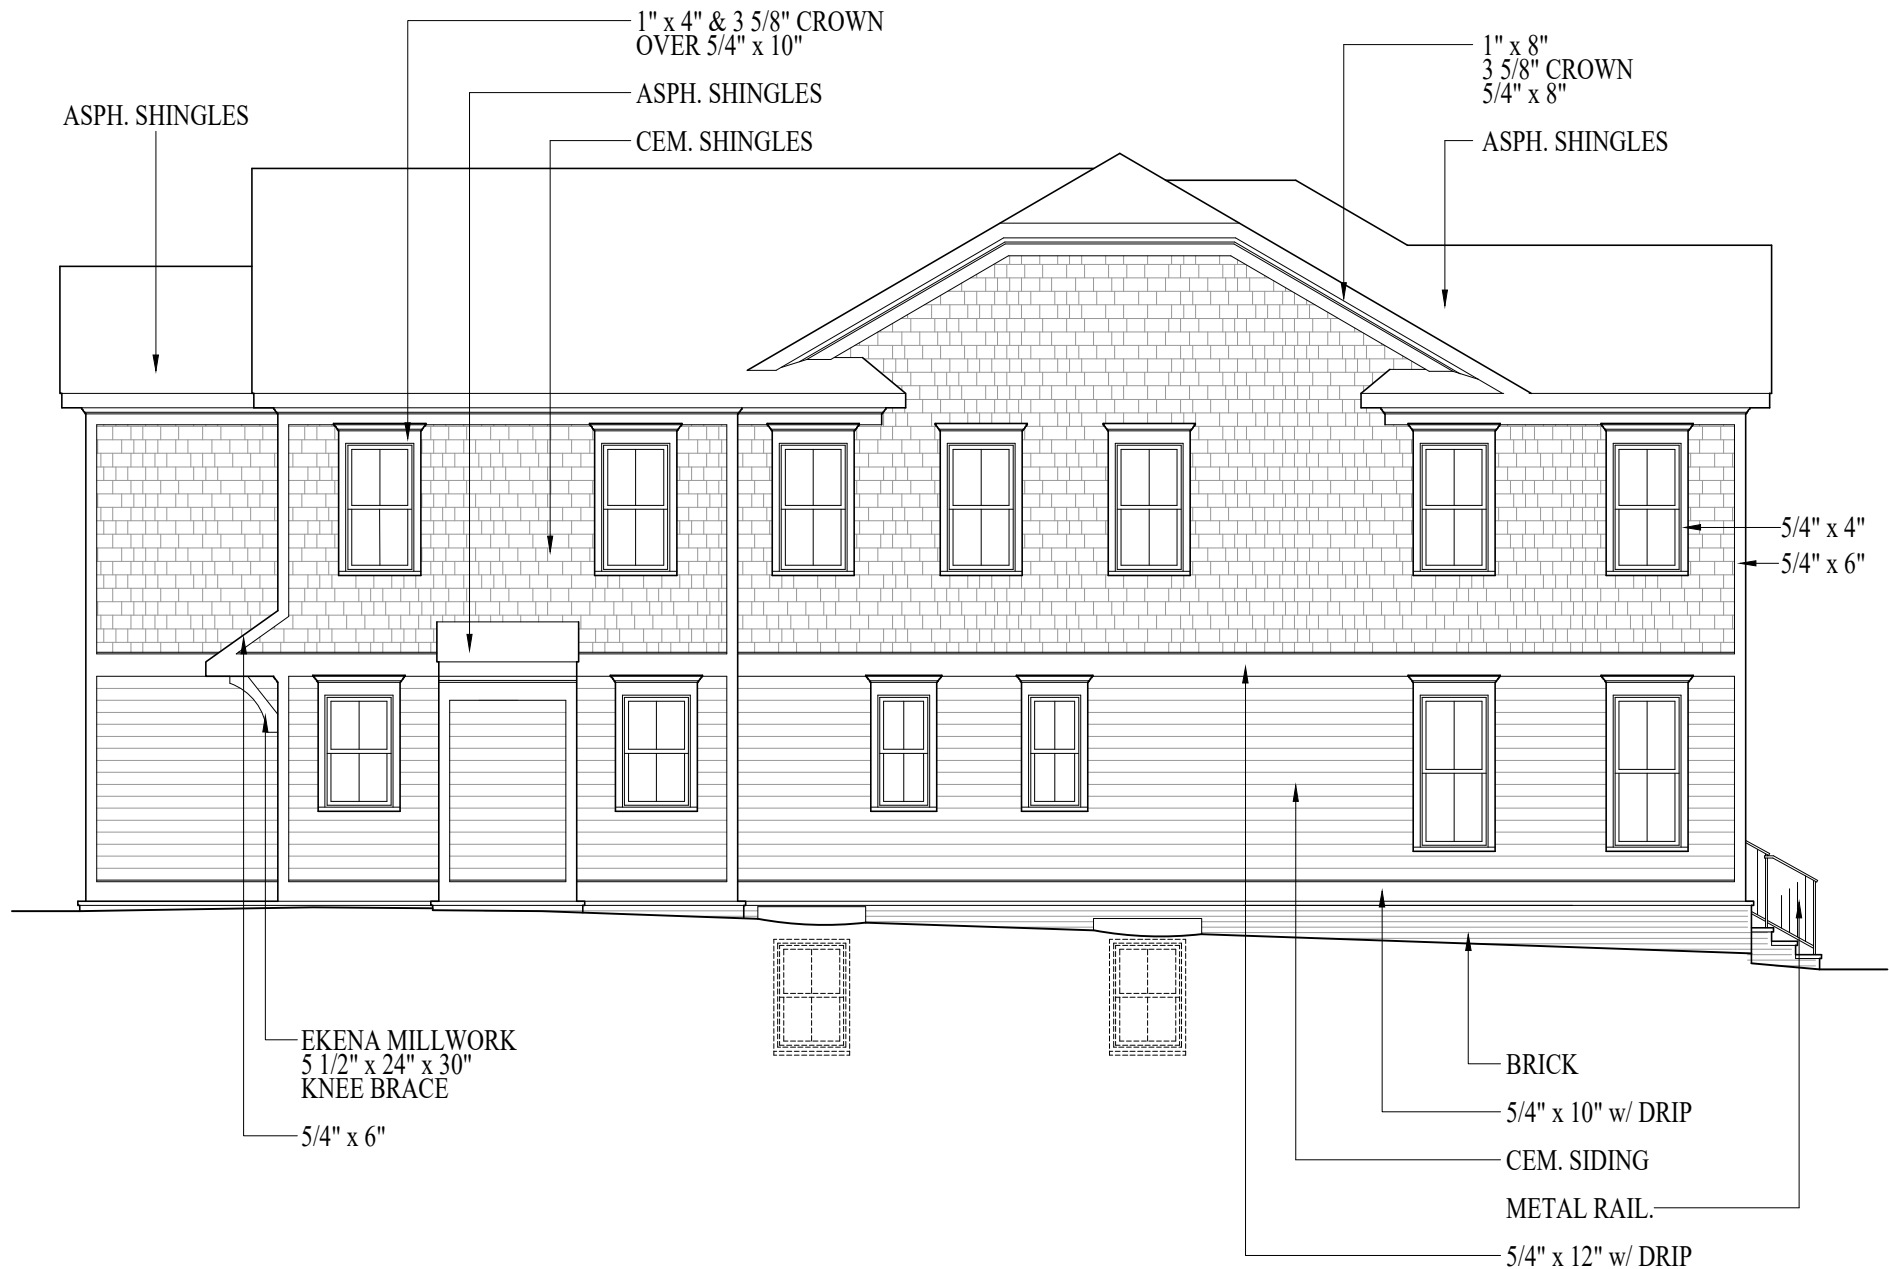 1" x 4" & 3 5/8" CROWN
OVER 5/4" x 10"
1" x 8"
3 5/8" CROWN
5/4" x 8"
ASPH. SHINGLES
ASPH. SHINGLES
CEM. SHINGLES
ASPH. SHINGLES
5/4" x 4"
5/4" x 6"
EKENA MILLWORK
5 1/2" x 24" x 30"
KNEE BRACE
5/4" x 6"
BRICK
5/4" x 10" w/ DRIP
CEM. SIDING
METAL RAIL.
5/4" x 12" w/ DRIP